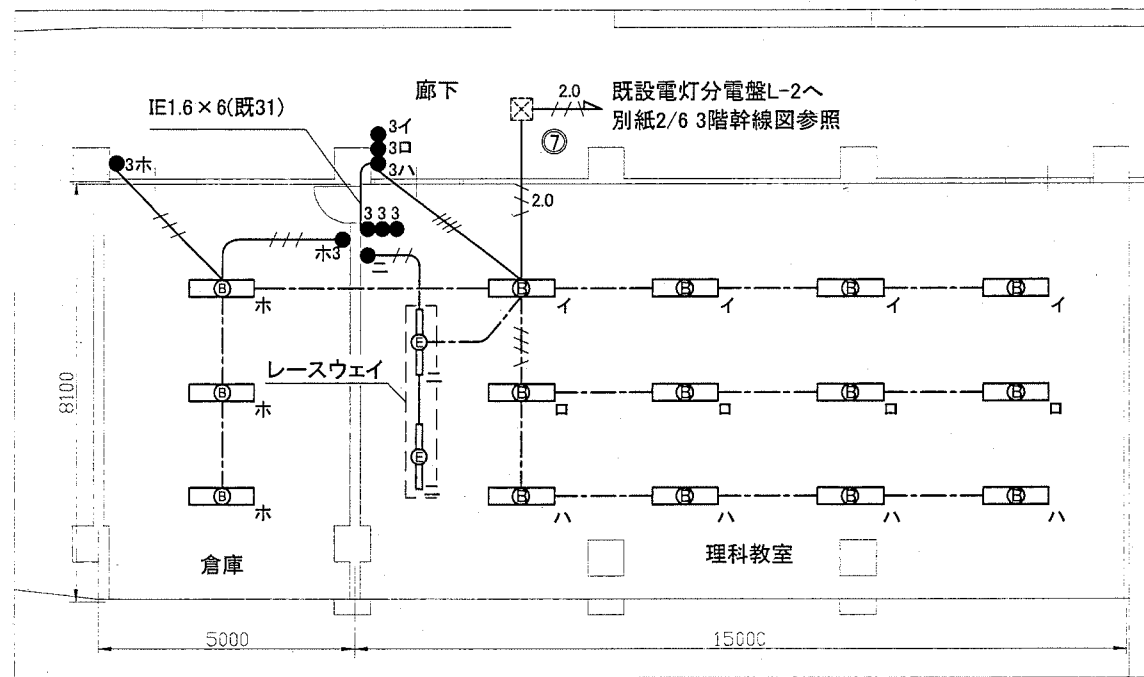 廊下
2.0
既設電灯分電盤L-2へ
別紙2/6 3階幹線図参照
⑦
IE1.6×6(既31)
3イ
3ロ
3ハ
3ホ
2.0
3 3 3
ホ3
ニ
B ホ
B イ
B イ
B イ
B イ
E ニ
レースウェイ
8100
B ホ
B ロ
B ロ
B ロ
B ロ
E ニ
B ホ
B ハ
B ハ
B ハ
B ハ
倉庫
理科教室
5000
15000